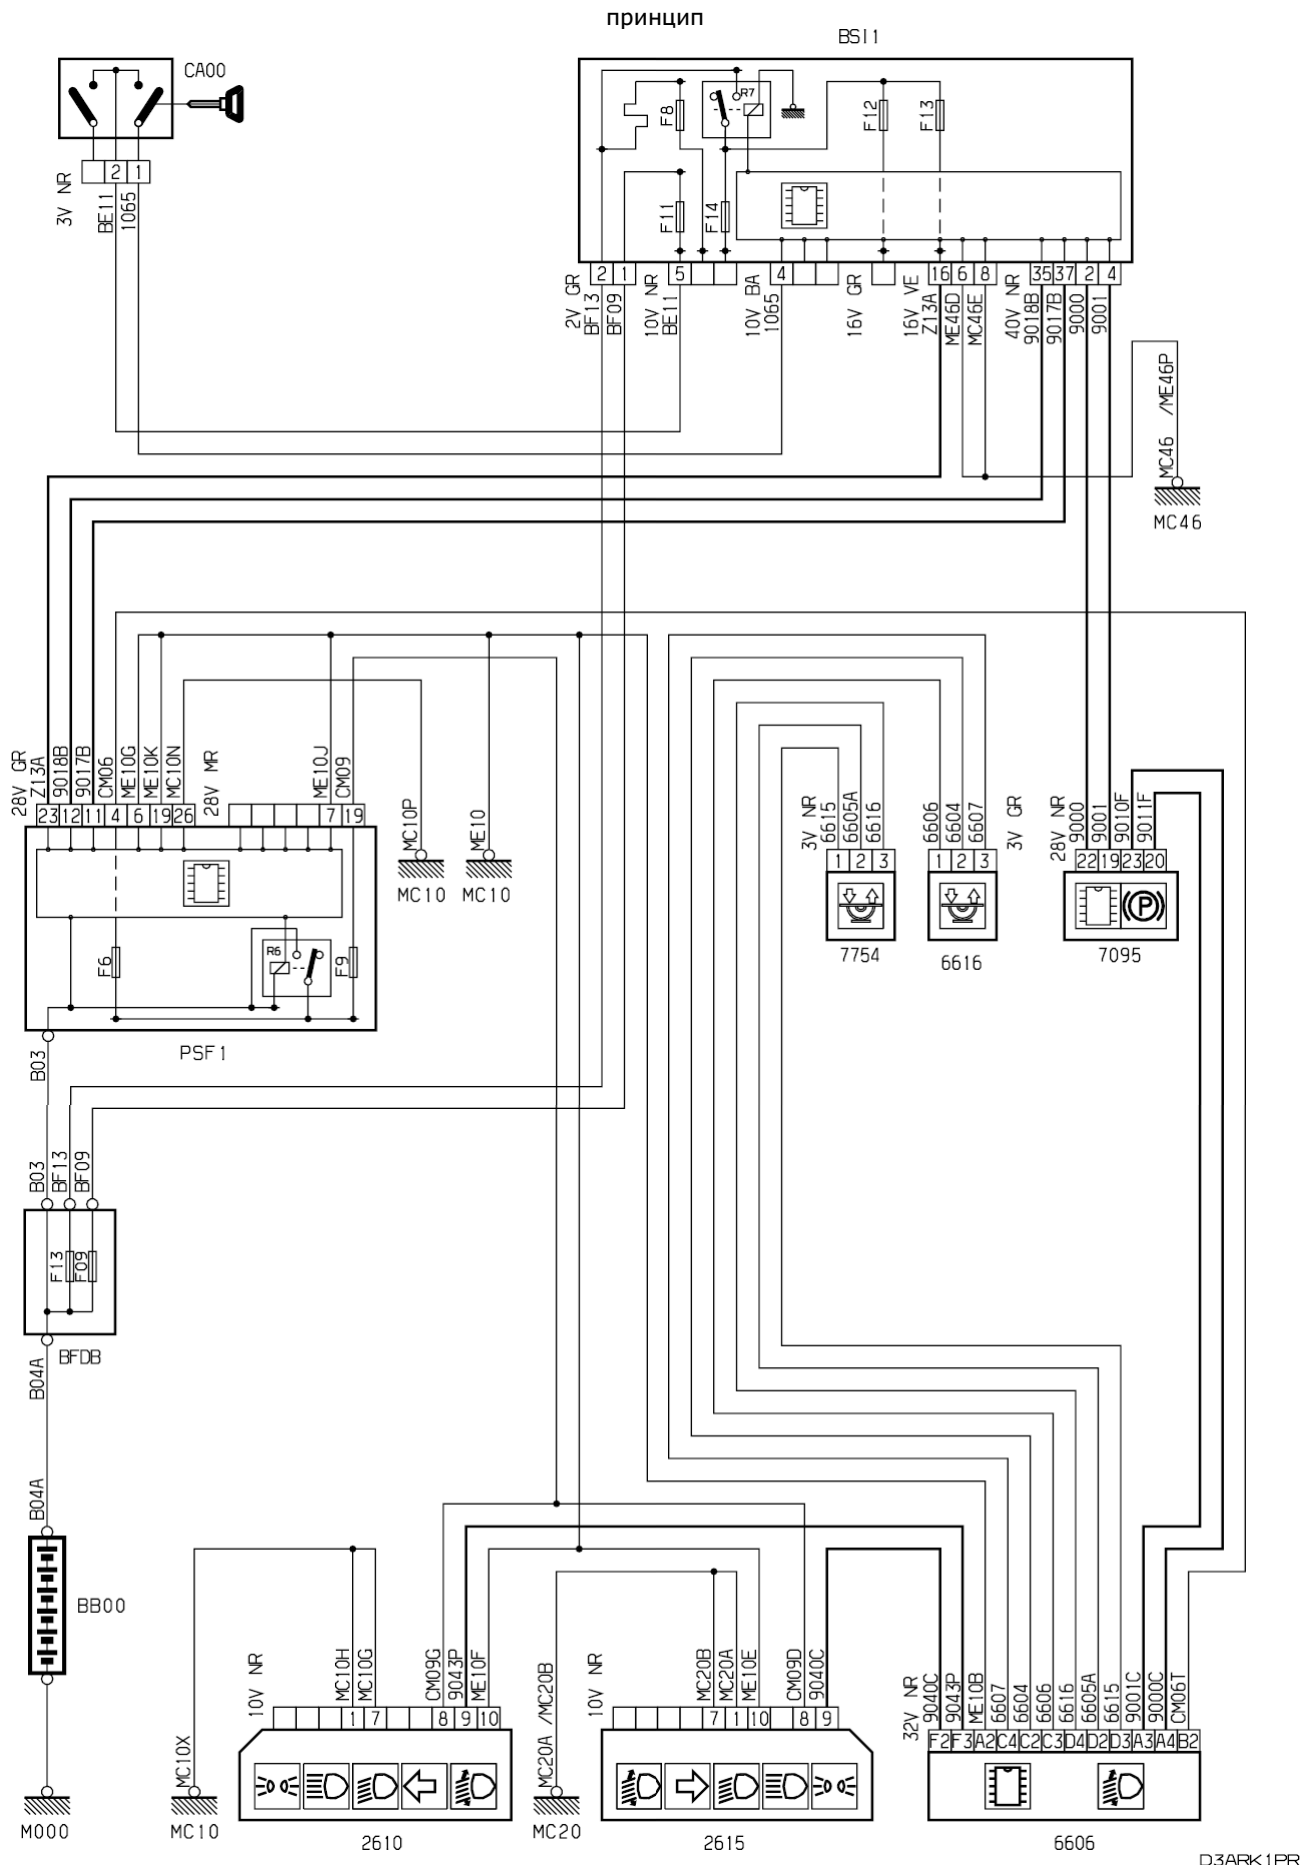 принцип
BSI1
CA00
R7
F8
F12
F13
F11
F14
3V NR
2
1
BE11
1065
2V GR
2
1
BF13
BF09
10V NR
5
BE11
10V BA
4
1065
16V GR
16V VE
16
6
8
Z13A
ME46D
MC46E
40V NR
35
37
2
4
9018B
9017B
9000
9001
MC46 /ME46P
MC46
28V GR
Z13A
9018B
9017B
CM06
ME10G
ME10K
MC10N
28V MR
ME10J
CM09
23
12
11
4
6
19
26
7
19
MC10P
ME10
MC10
MC10
F6
R6
F9
PSF1
3V NR
6615
6605A
6616
1
2
3
7754
6606
6604
6607
3V GR
1
2
3
6616
28V NR
9000
9001
9010F
9011F
22
19
23
20
P
7095
B03
B03
BF13
BF09
F13
F09
BFDB
B04A
B04A
BB00
M000
MC10X
MC10
10V NR
MC10H
MC10G
CM09G
9043P
ME10F
1
7
8
9
10
2610
MC20A /MC20B
MC20
10V NR
MC20B
MC20A
ME10E
CM09D
9040C
7
1
10
8
9
2615
32V NR
9040C
9043P
ME10B
6607
6604
6606
6616
6605A
6615
9001C
9000C
CM06T
F2
F3
A2
C4
C2
C3
D4
D2
D3
A3
A4
B2
6606
D3ARK1PR